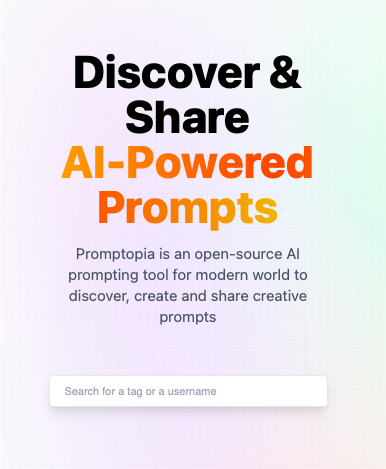 Discover &
Share
AI-Powered
Prompts
Promptopia is an open-source AI
prompting tool for modern world to
discover, create and share creative
prompts
Search for a tag or a username